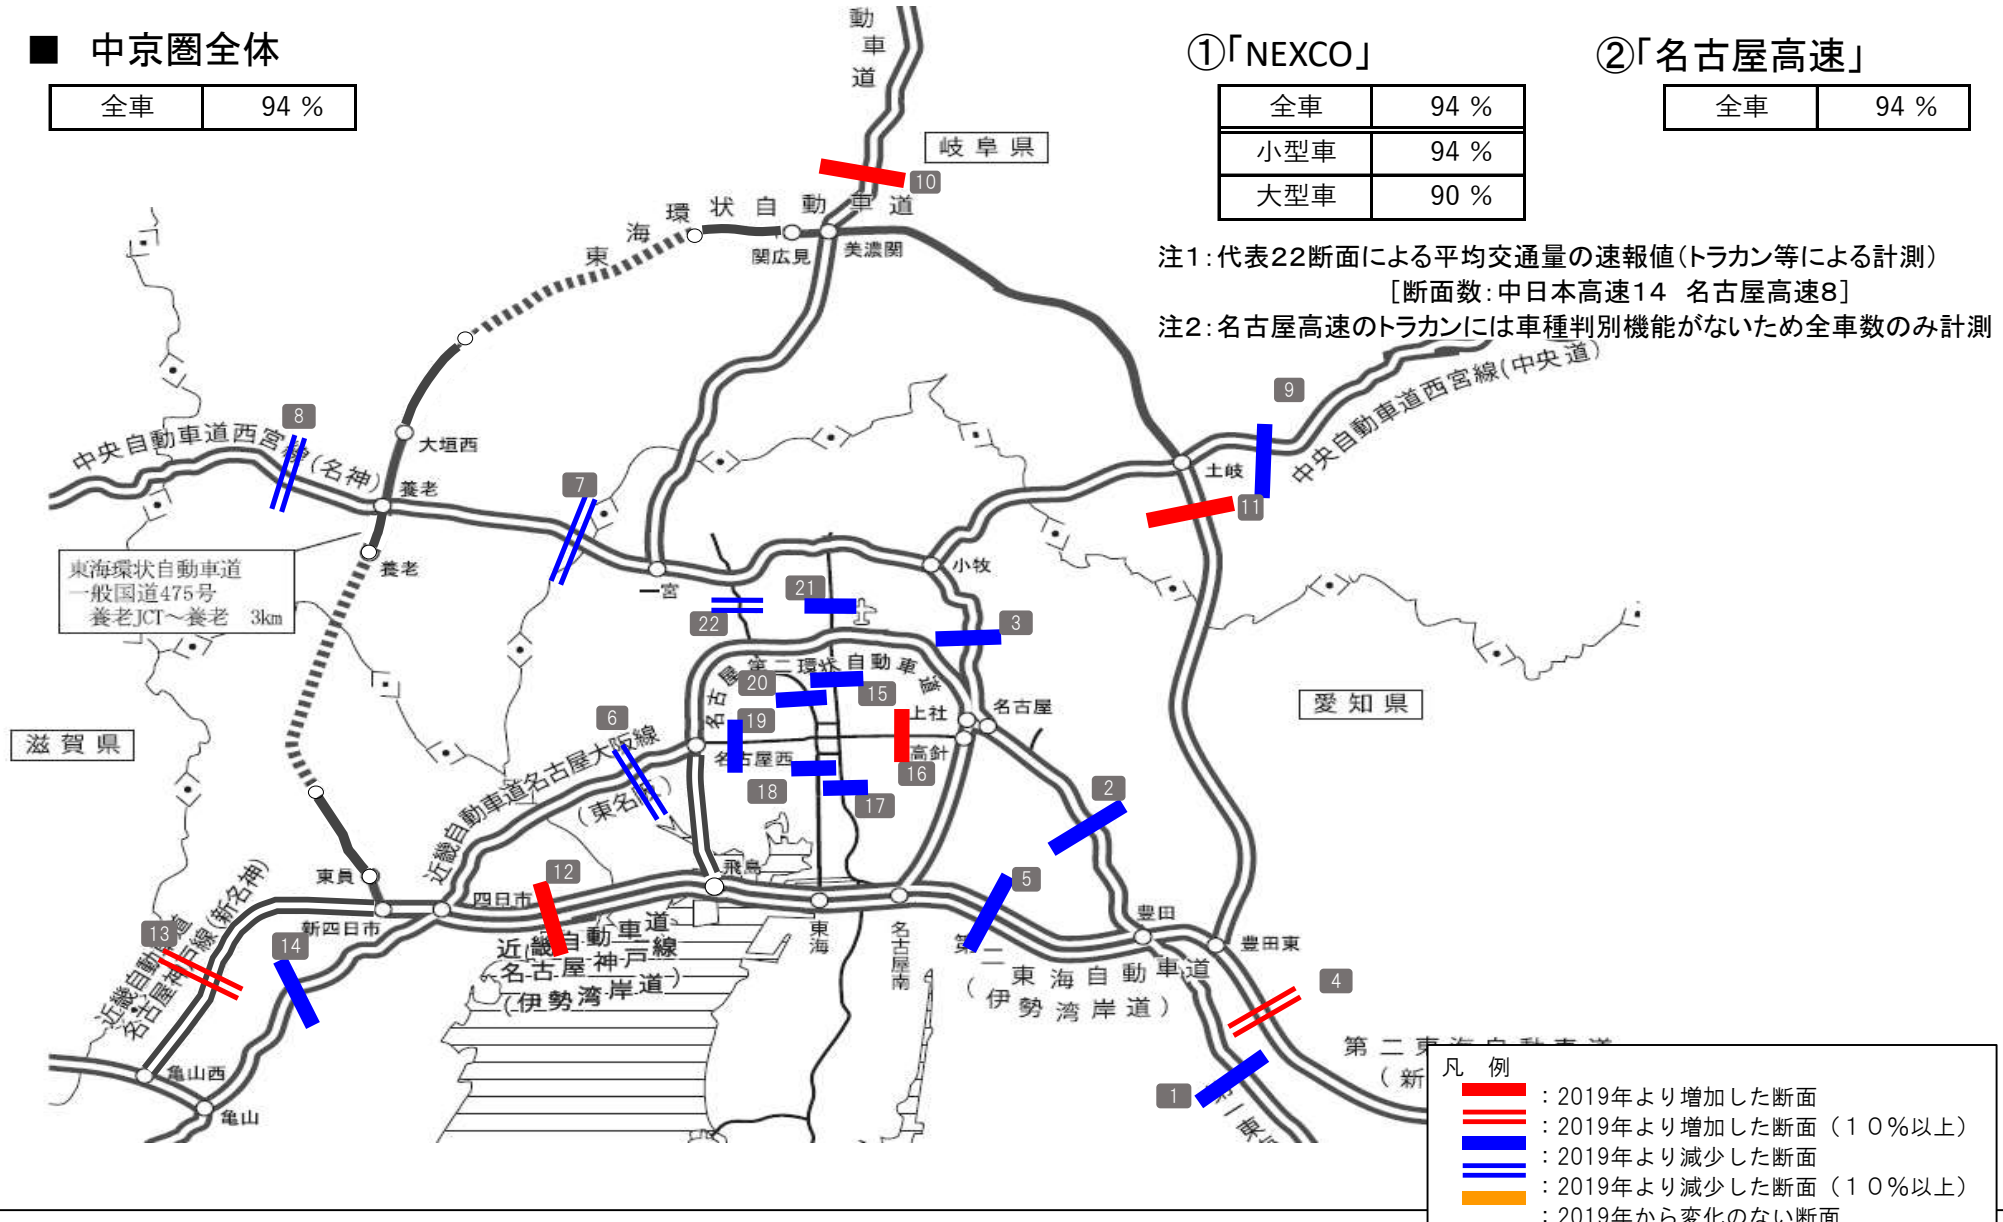 ■ 中京圏全体
全車 94 %
①「NEXCO」
全車 94 %
小型車 94 %
大型車 90 %
②「名古屋高速」
全車 94 %
注1:代表22断面による平均交通量の速報値(トラカン等による計測)
[断面数:中日本高速14 名古屋高速8]
注2:名古屋高速のトラカンには車種判別機能がないため全車数のみ計測
動車道
岐阜県
10
東海環状自動車道
関広見
美濃関
9
中央自動車道西宮線(中央道)
8
中央自動車道西宮線(名神)
大垣西
養老
7
土岐
11
養老
東海環状自動車道
一般国道475号
養老JCT～養老 3km
一宮
小牧
21
22
3
名古屋第二環状自動車道
20
15
19
上社
名古屋
愛知県
滋賀県
6
近畿自動車道名古屋大阪線
(東名阪)
名古屋西
高針
16
18
17
2
12
飛島
5
東員
四日市
新四日市
東海
名古屋南
豊田
豊田東
13
14
近畿自動車道
名古屋神戸線(新名神)
近畿自動車道
名古屋神戸線
(伊勢湾岸道)
第二東海自動車道
(伊勢湾岸道)
4
1
亀山西
亀山
第二東海自動車道
(新
第一東
凡 例
:2019年より増加した断面
:2019年より増加した断面(10%以上)
:2019年より減少した断面
:2019年より減少した断面(10%以上)
:2019年から変化のない断面